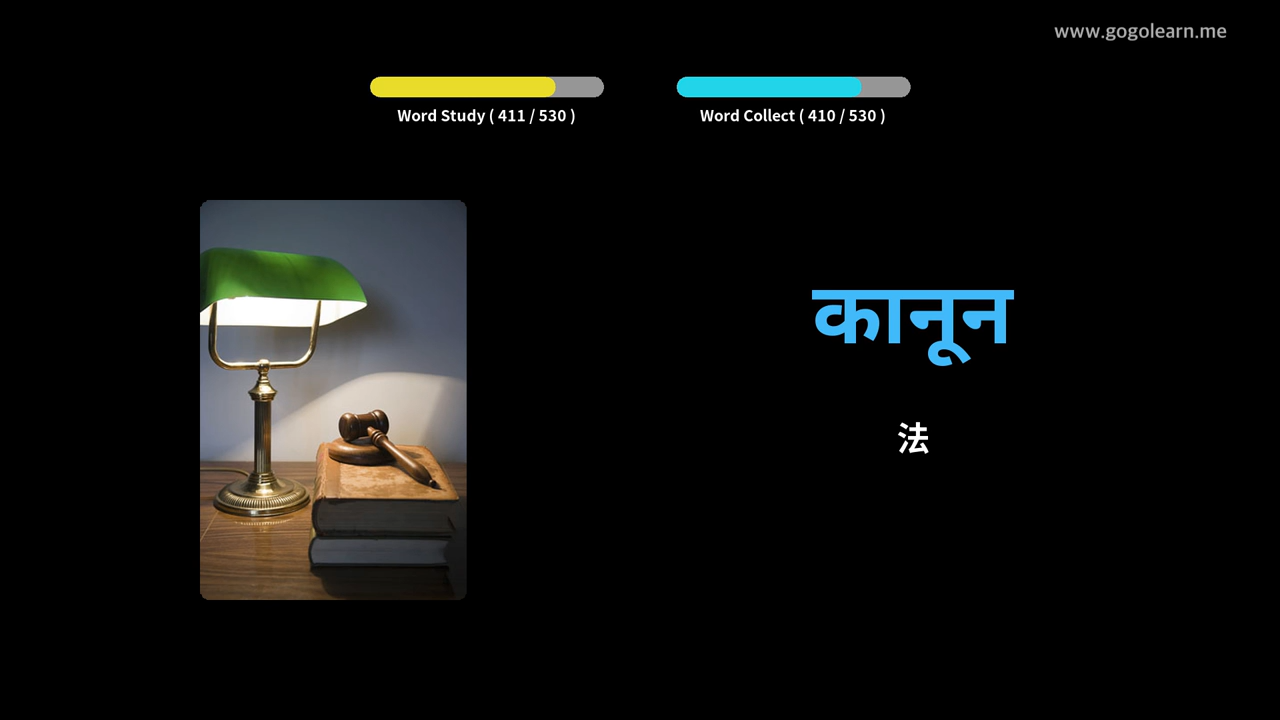 www.gogolearn.me
Word Study ( 411 / 530 )
Word Collect ( 410 / 530 )
कानून
法